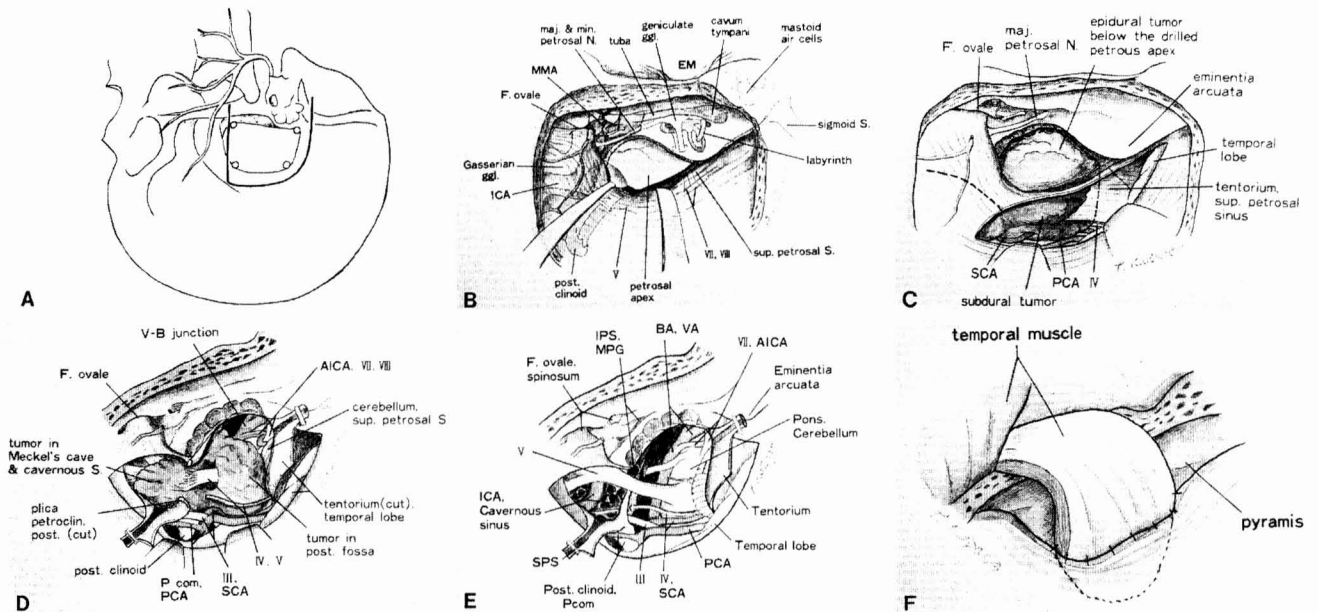 A
maj. & min.
petrosal N.
tuba
geniculate
ggl.
cavum
tympani
mastoid
air cells
EM
MMA
F. ovale
sigmoid S.
labyrinth
Gasserian
ggl.
ICA
V
VII, VIII
sup. petrosal S.
post.
clinoid
petrosal
apex
B
F. ovale
maj.
petrosal N.
epidural tumor
below the drilled
petrous apex
eminentia
arcuata
temporal
lobe
tentorium,
sup. petrosal
sinus
SCA
PCA
IV
subdural tumor
C
V-B junction
F. ovale
AICA. VII. VIII
cerebellum.
sup. petrosal S
tumor in
Meckel's cave
& cavernous S.
plica
petroclin.
post. (cut)
tentorium(cut).
temporal lobe
tumor in
post. fossa
post. clinoid
P com.
PCA
III.
SCA
IV. V
D
IPS.
MPG
BA. VA
VII. AICA
F. ovale.
spinosum
Eminentia
arcuata
Pons.
Cerebellum
V
ICA.
Cavernous
sinus
Tentorium
Temporal lobe
SPS
PCA
Post. clinoid.
Pcom
III
IV.
SCA
E
temporal muscle
pyramis
F